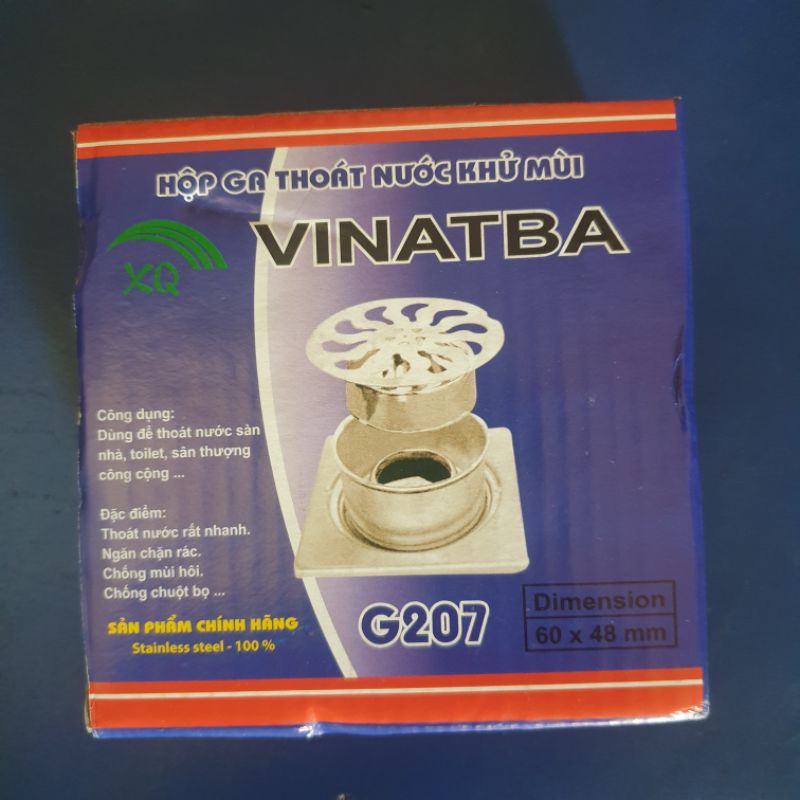 HỘP GA THOÁT NƯỚC KHỬ MÙI
VINATBA
XQ
Công dụng:
Dùng để thoát nước sàn
nhà, toilet, sân thượng
công cộng ...
Đặc điểm:
Thoát nước rất nhanh.
Ngăn chặn rác.
Chống mùi hôi.
Chống chuột bọ ...
SẢN PHẨM CHÍNH HÃNG
Stainless steel - 100 %
G207
Dimension
60 x 48 mm